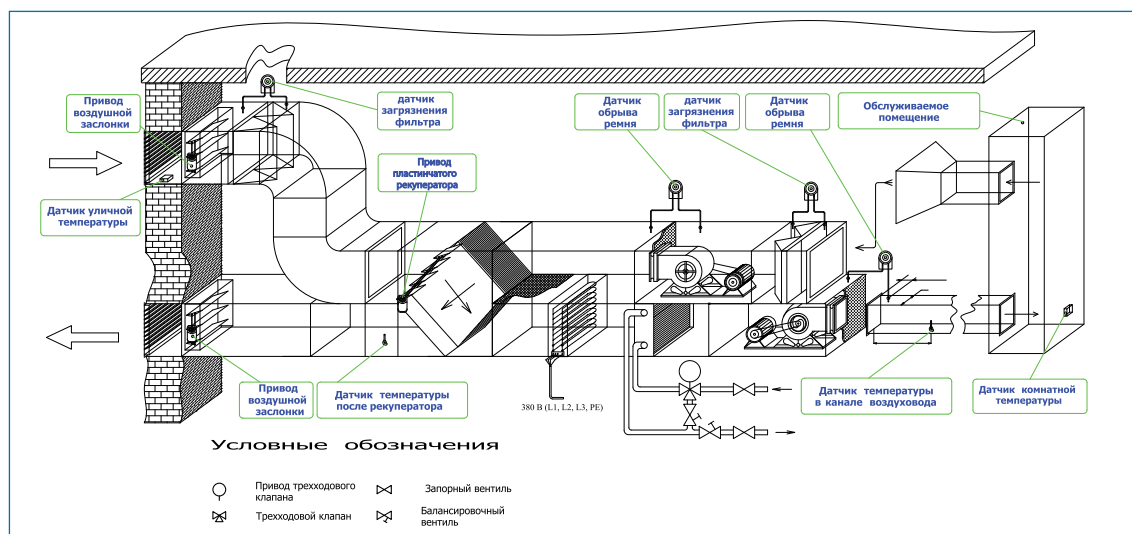 Привод
воздушной
заслонки
датчик
загрязнения
фильтра
Датчик
обрыва
ремня
датчик
загрязнения
фильтра
Датчик
обрыва
ремня
Обслуживаемое
помещение
Привод
пластинчатого
рекуператора
Датчик уличной
температуры
Привод
воздушной
заслонки
Датчик температуры
после рекуператора
380 В (L1, L2, L3, PE)
Датчик температуры
в канале воздуховода
Датчик комнатной
температуры
Условные обозначения
Привод трехходового
клапана
Запорный вентиль
Трехходовой клапан
Балансировочный
вентиль